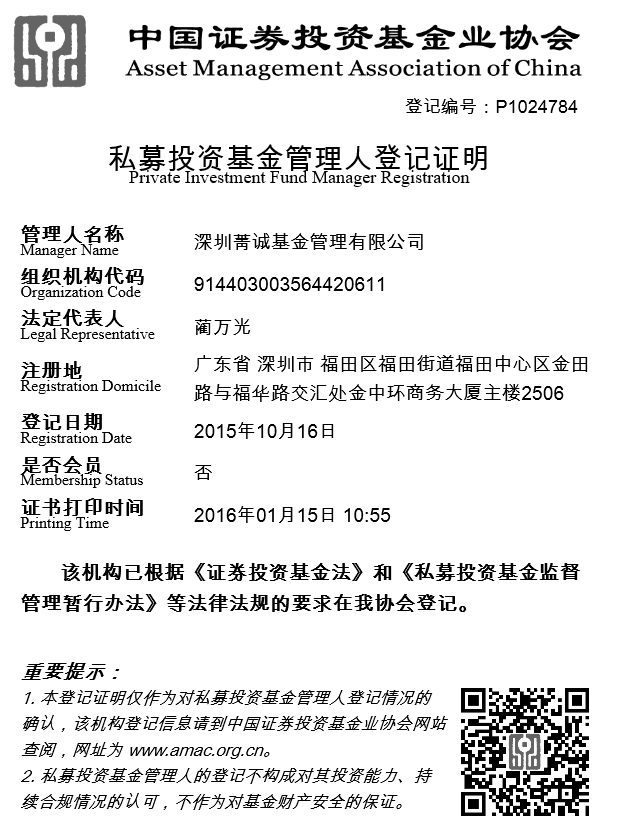 中国证券投资基金业协会
Asset Management Association of China
登记编号：P1024784
私募投资基金管理人登记证明
Private Investment Fund Manager Registration
管理人名称
Manager Name
深圳菁诚基金管理有限公司
组织机构代码
Organization Code
914403003564420611
法定代表人
Legal Representative
蔺万光
注册地
Registration Domicile
广东省 深圳市 福田区福田街道福田中心区金田
路与福华路交汇处金中环商务大厦主楼2506
登记日期
Registration Date
2015年10月16日
是否会员
Membership Status
否
证书打印时间
Printing Time
2016年01月15日 10:55
该机构已根据《证券投资基金法》和《私募投资基金监督
管理暂行办法》等法律法规的要求在我协会登记。
重要提示：
1. 本登记证明仅作为对私募投资基金管理人登记情况的
确认，该机构登记信息请到中国证券投资基金业协会网站
查阅，网址为 www.amac.org.cn。
2. 私募投资基金管理人的登记不构成对其投资能力、持
续合规情况的认可，不作为对基金财产安全的保证。